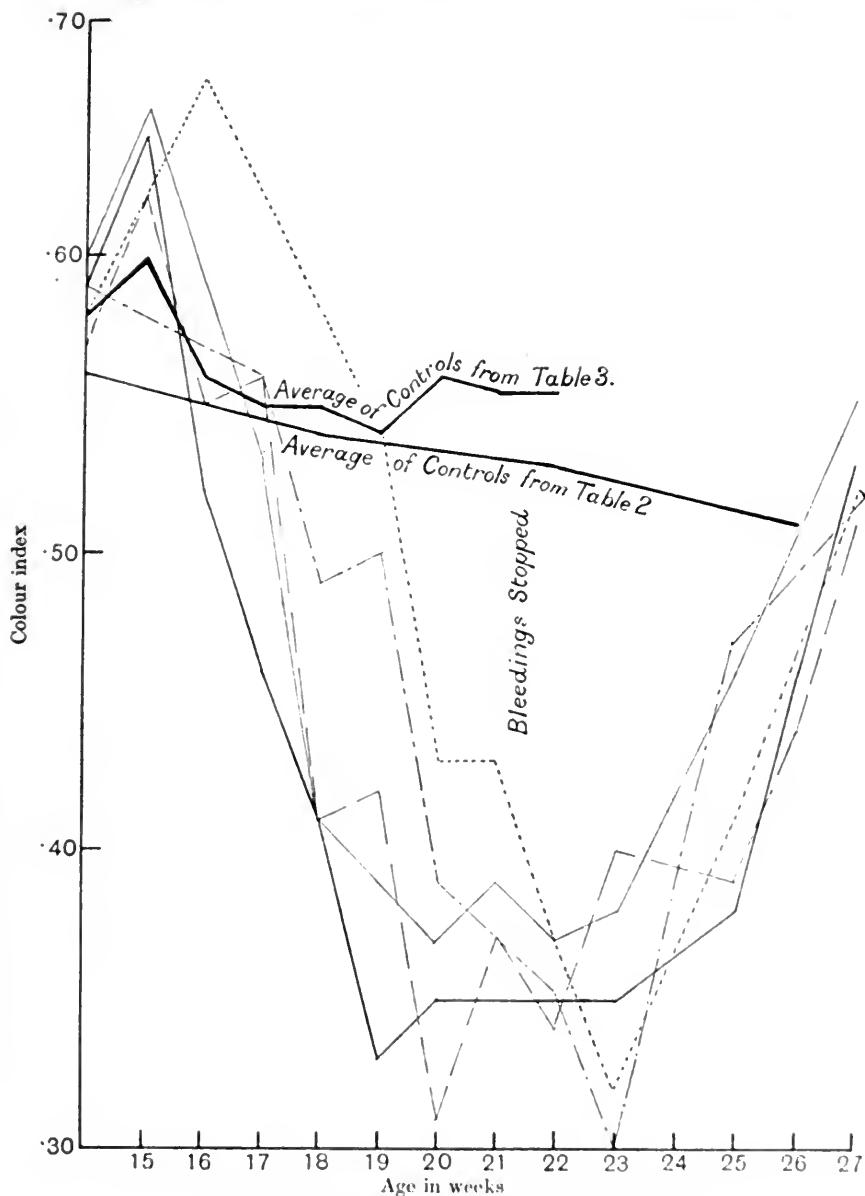 ·70
·60
·50
·40
·30
Colour index
Average of Controls from Table 3.
Average of Controls from Table 2
Bleedings Stopped
15 16 17 18 19 20 21 22 23 24 25 26 27
Age in weeks